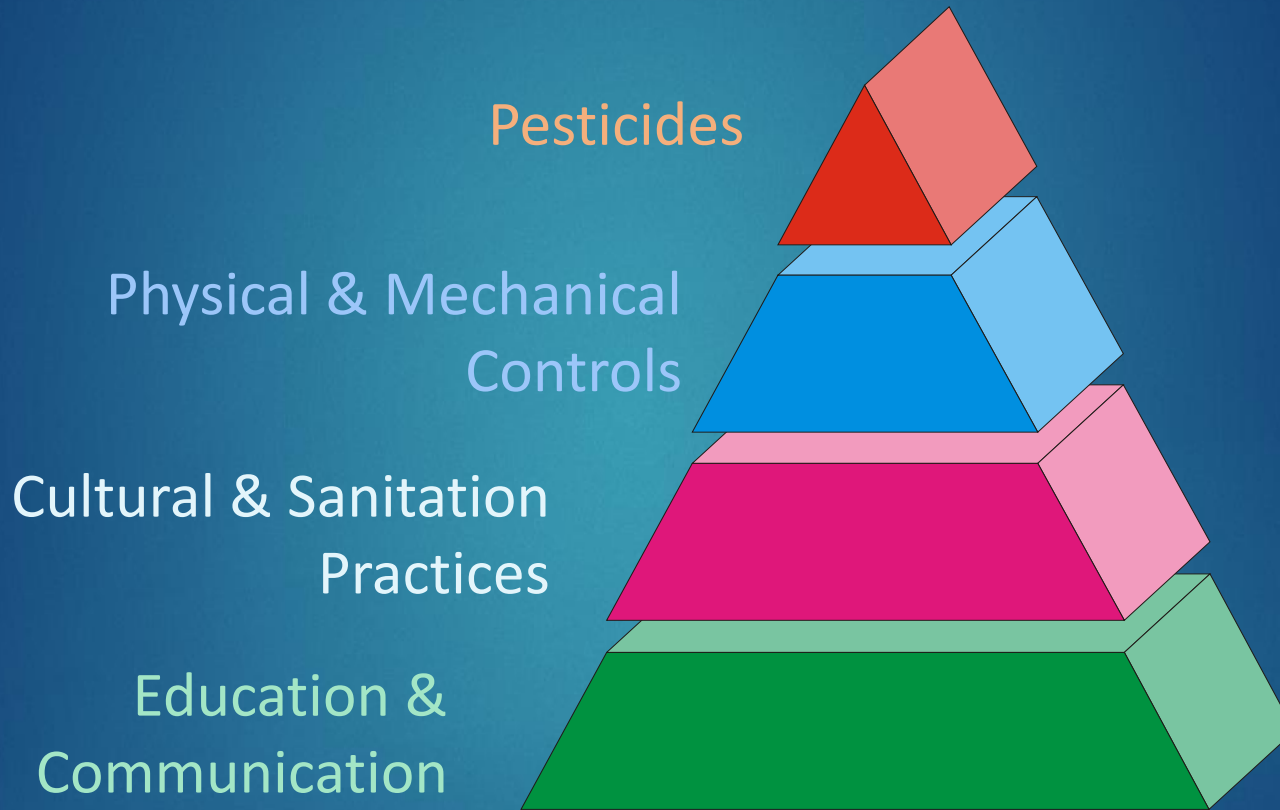 Pesticides
Physical & Mechanical
Controls
Cultural & Sanitation
Practices
Education &
Communication